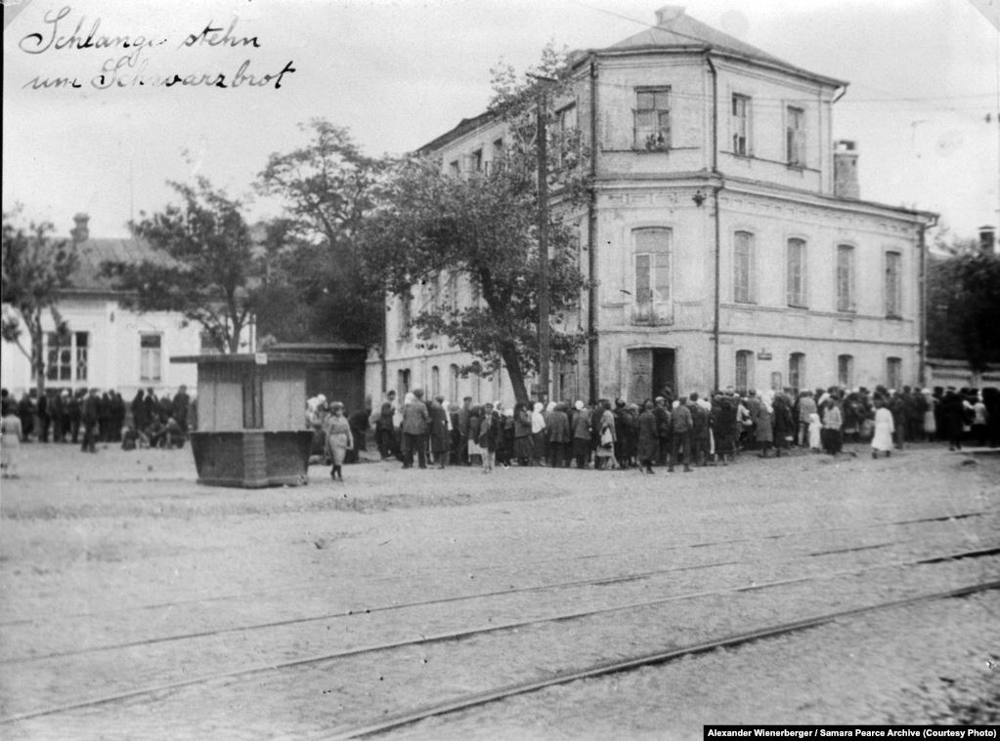 Schlange stehn
um Schwarzbrot
Alexander Wienerberger / Samara Pearce Archive (Courtesy Photo)